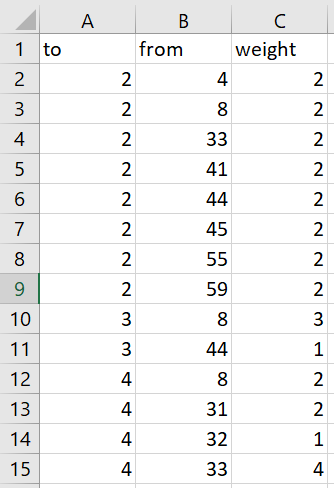 A B C
1 to from weight
2 2 4 2
3 2 8 2
4 2 33 2
5 2 41 2
6 2 44 2
7 2 45 2
8 2 55 2
9 2 59 2
10 3 8 3
11 3 44 1
12 4 8 2
13 4 31 2
14 4 32 1
15 4 33 4